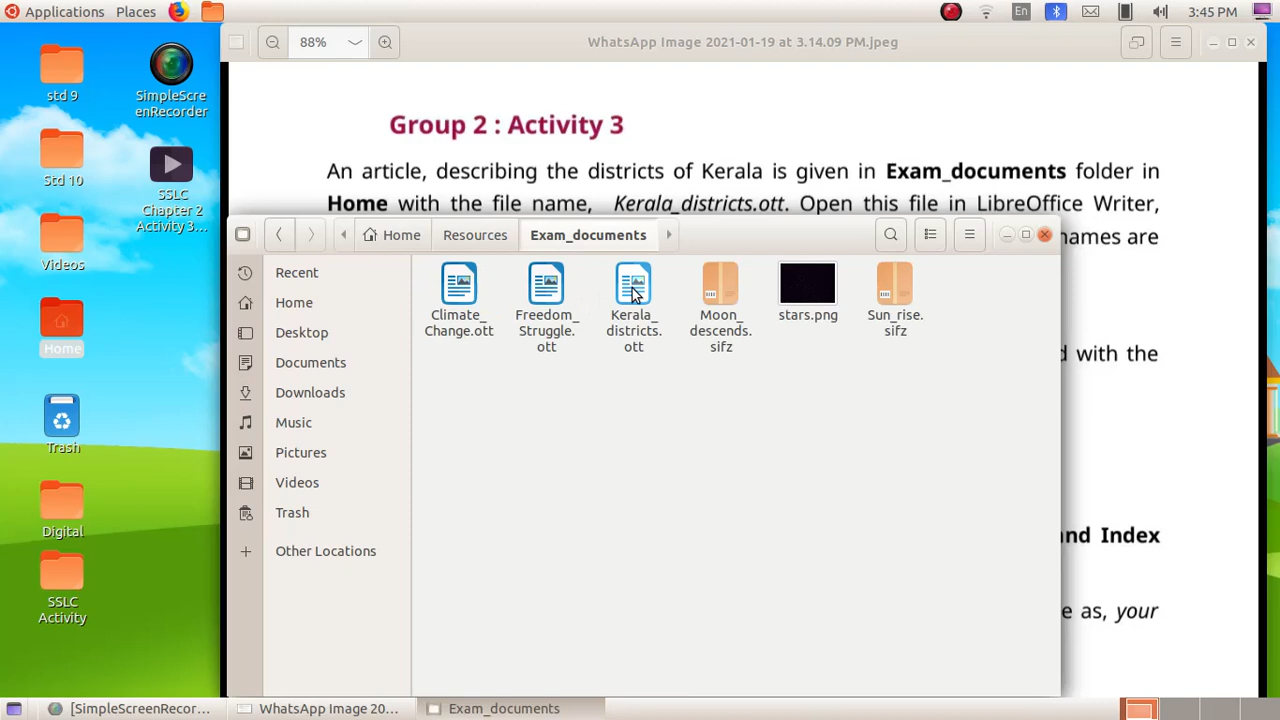 Applications Places
En 3:45 PM
88%
WhatsApp Image 2021-01-19 at 3.14.09 PM.jpeg
std 9
SimpleScre
enRecorder
Std 10
SSLC
Chapter 2
Activity 3...
Videos
Home
Trash
Digital
SSLC
Activity
Group 2 : Activity 3
An article, describing the districts of Kerala is given in Exam_documents folder in
Home with the file name, Kerala_districts.ott. Open this file in LibreOffice Writer,
names are
d with the
and Index
e as, your
Home Resources Exam_documents
Recent
Home
Desktop
Documents
Downloads
Music
Pictures
Videos
Trash
Other Locations
Climate_
Change.ott
Freedom_
Struggle.
ott
Kerala_
districts.
ott
Moon_
descends.
sifz
stars.png
Sun_rise.
sifz
[SimpleScreenRecor...
WhatsApp Image 20...
Exam_documents